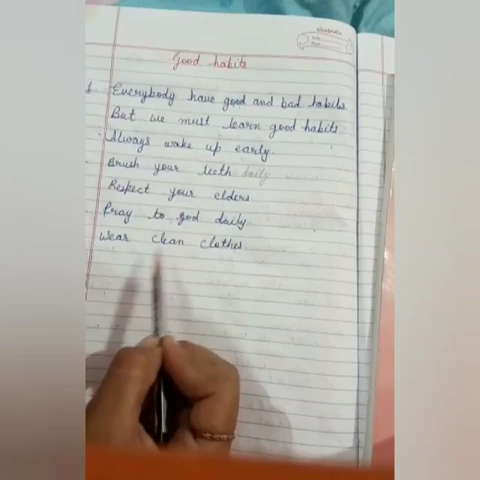 Good habits
Everybody have good and bad habits
But we must learn good habits
Always wake up early
Brush your teeth daily
Respect your elders
Pray to god daily
Wear clean clothes